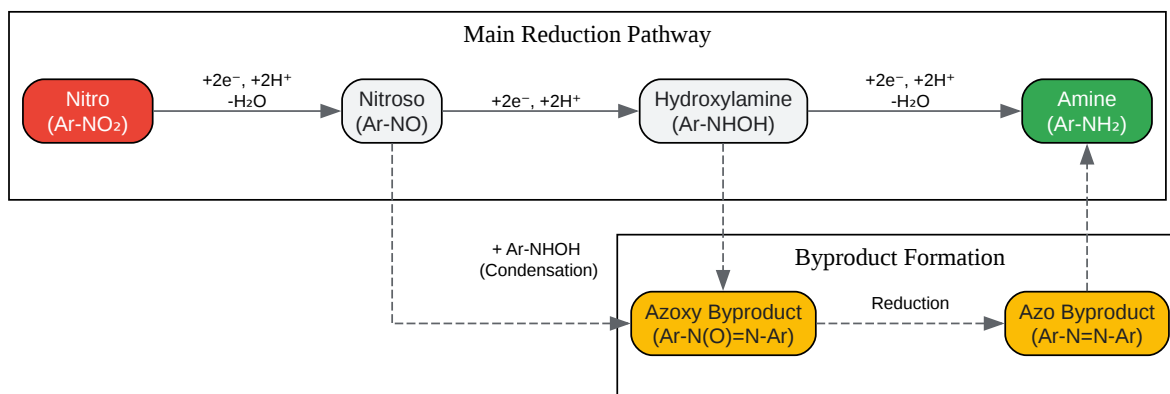 Main Reduction Pathway
Nitro
(Ar-NO₂)
+2e⁻, +2H⁺
-H₂O
Nitroso
(Ar-NO)
+2e⁻, +2H⁺
Hydroxylamine
(Ar-NHOH)
+2e⁻, +2H⁺
-H₂O
Amine
(Ar-NH₂)
+ Ar-NHOH
(Condensation)
Byproduct Formation
Azoxy Byproduct
(Ar-N(O)=N-Ar)
Reduction
Azo Byproduct
(Ar-N=N-Ar)